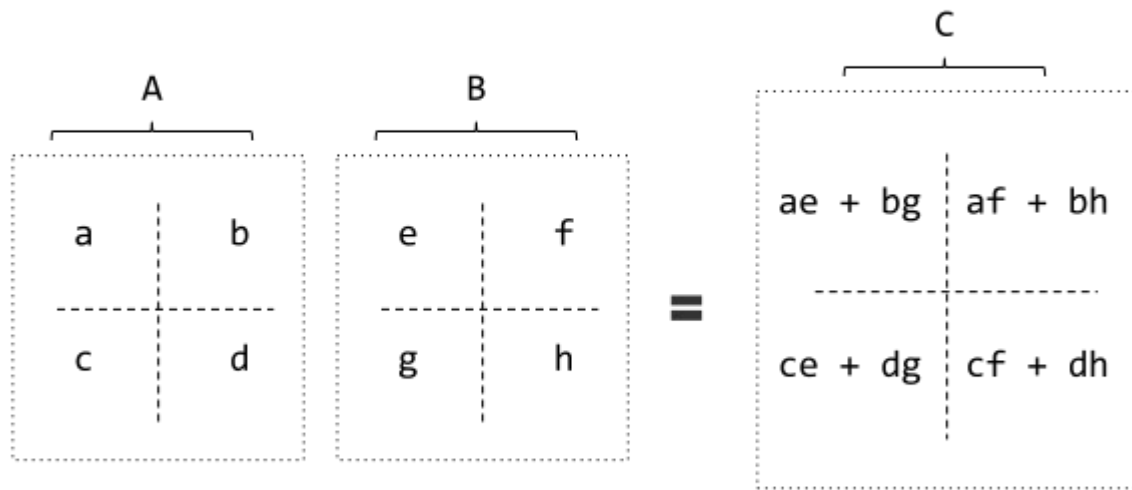 C
A B
a b e f
ae + bg af + bh
=
c d g h
ce + dg cf + dh